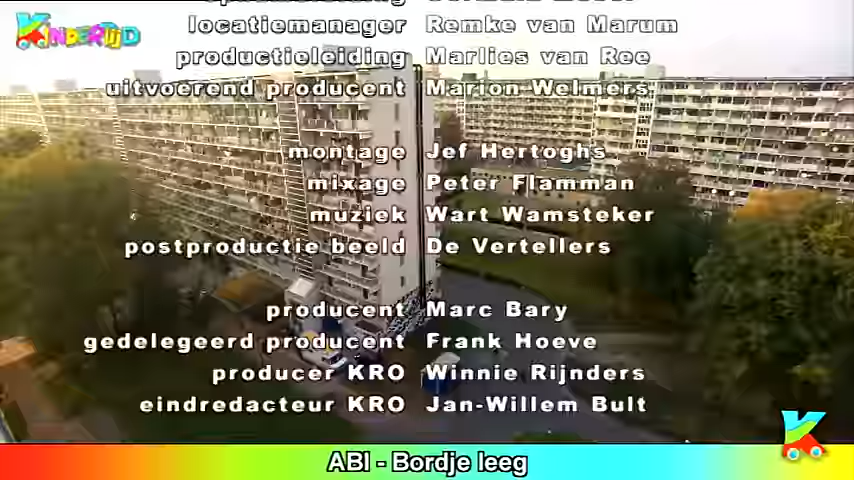 KINDERTIJD
locatiemanager Remke van Marum
productieleiding Marlies van Ree
uitvoerend producent Marion Welmers
montage Jef Hertoghs
mixage Peter Flamman
muziek Wart Wamsteker
postproductie beeld De Vertellers
producent Marc Bary
gedelegeerd producent Frank Hoeve
producer KRO Winnie Rijnders
eindredacteur KRO Jan-Willem Bult
K
ABI - Bordje leeg